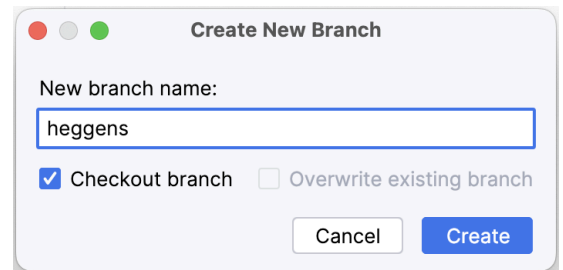 Create New Branch
New branch name:
heggens
Checkout branch Overwrite existing branch
Cancel Create